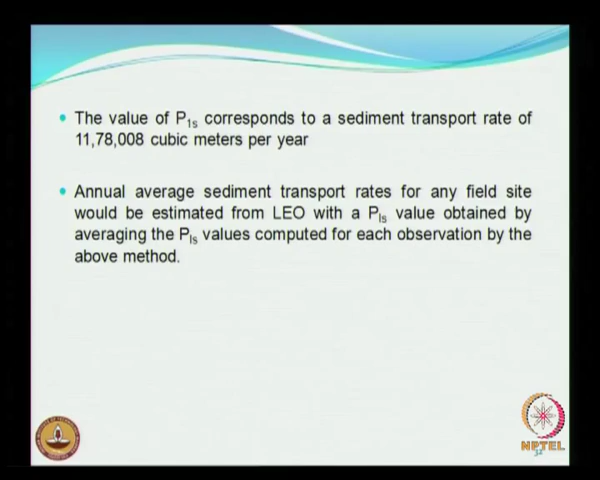 The value of P1s corresponds to a sediment transport rate of
11,78,008 cubic meters per year
Annual average sediment transport rates for any field site
would be estimated from LEO with a Pls value obtained by
averaging the Pls values computed for each observation by the
above method.
NPTEL